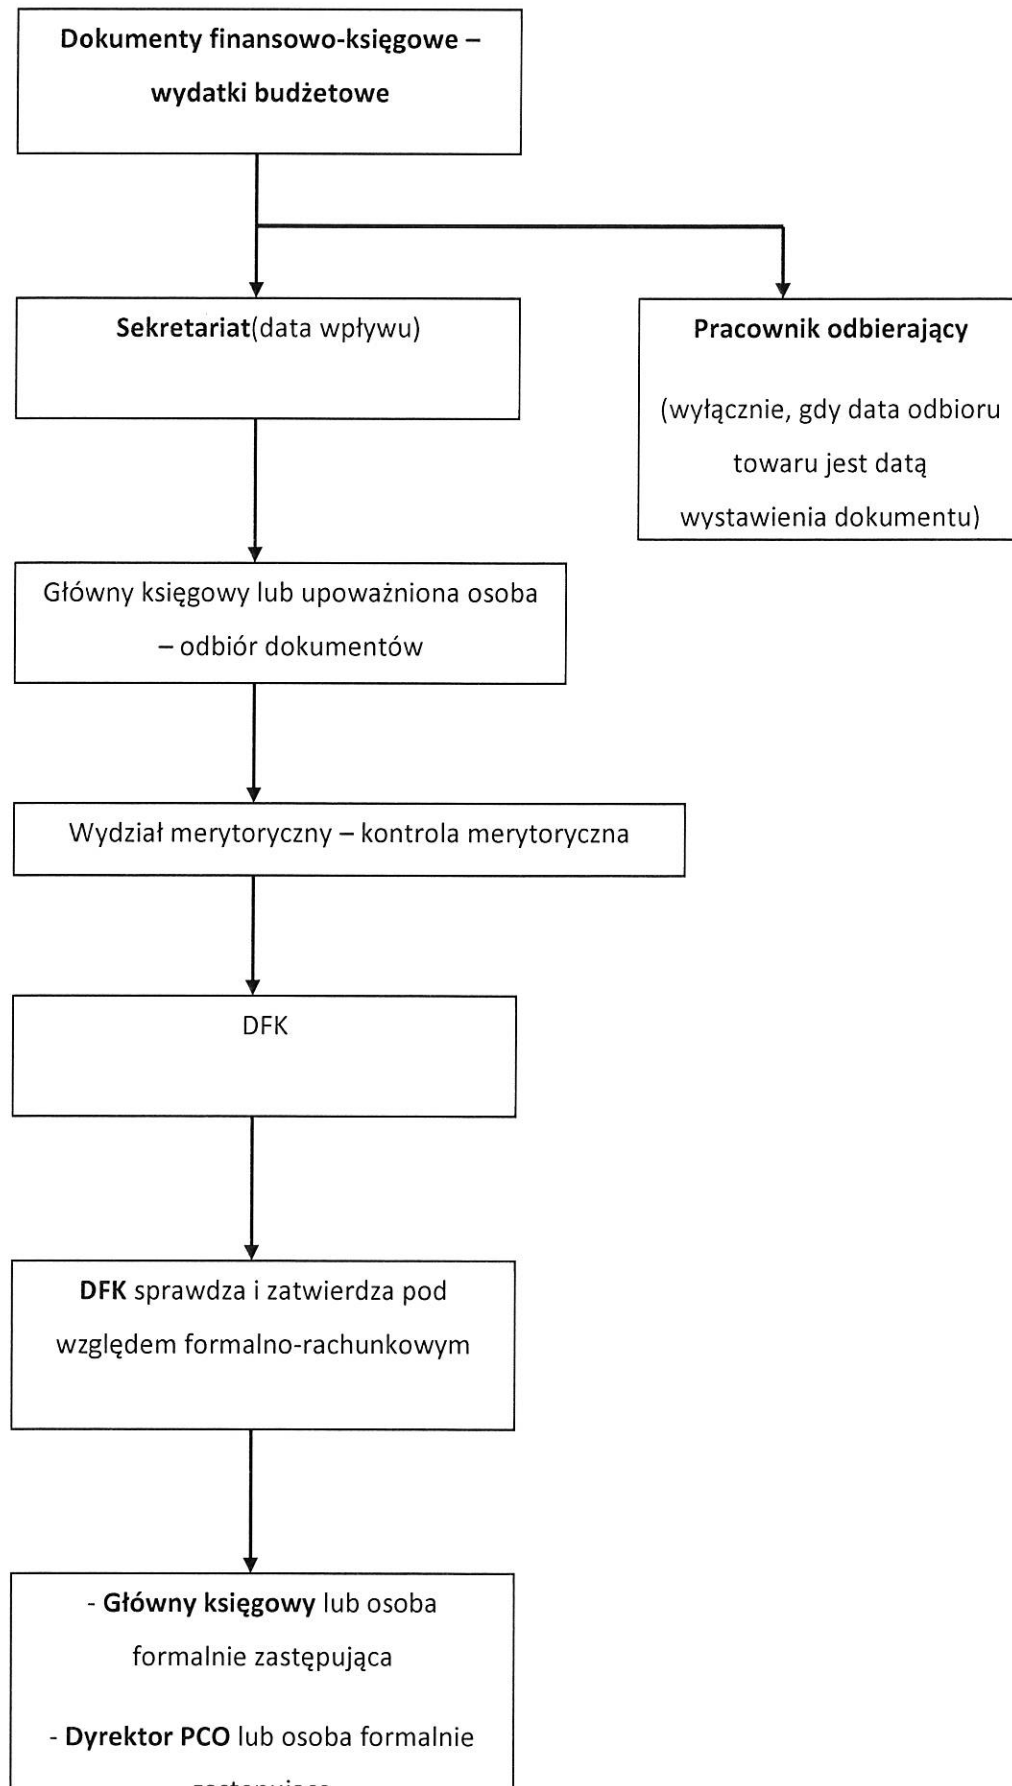 Dokumenty finansowo-księgowe –
wydatki budżetowe
Sekretariat(data wpływu)
Pracownik odbierający
(wyłącznie, gdy data odbioru
towaru jest datą
wystawienia dokumentu)
Główny księgowy lub upoważniona osoba
– odbiór dokumentów
Wydział merytoryczny – kontrola merytoryczna
DFK
DFK sprawdza i zatwierdza pod
względem formalno-rachunkowym
- Główny księgowy lub osoba
formalnie zastępująca
- Dyrektor PCO lub osoba formalnie